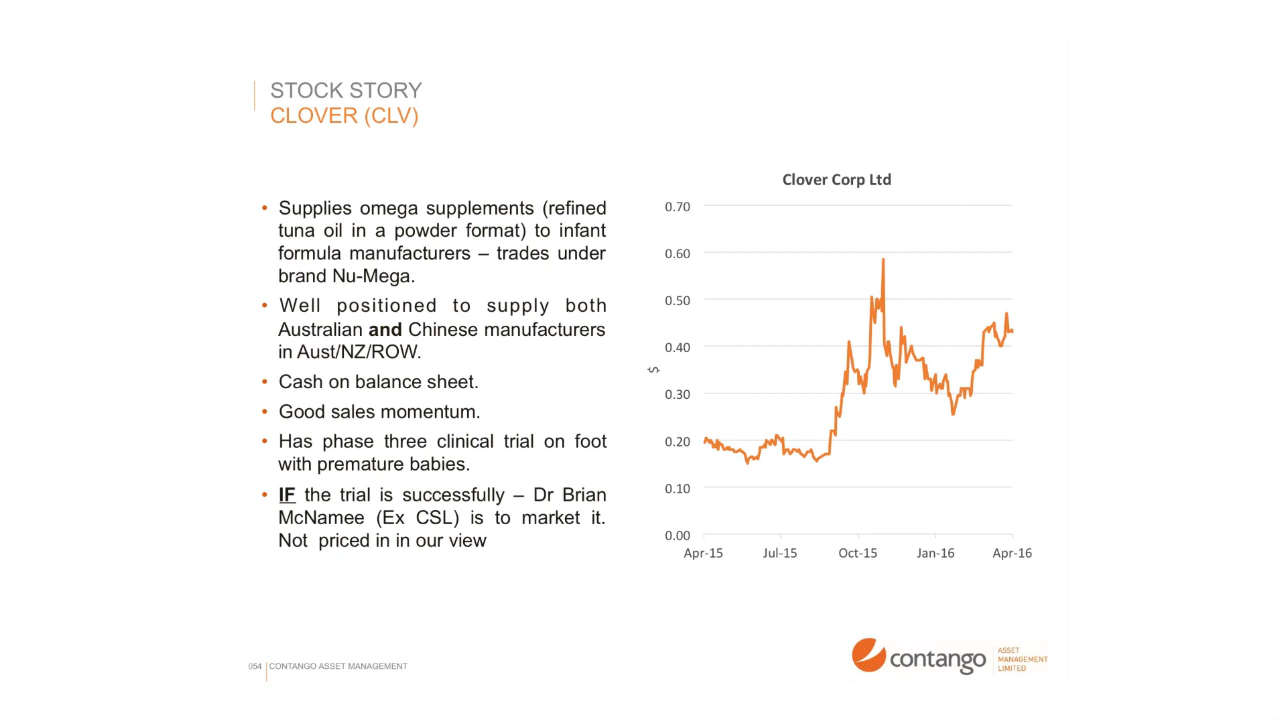 STOCK STORY
CLOVER (CLV)
• Supplies omega supplements (refined
tuna oil in a powder format) to infant
formula manufacturers – trades under
brand Nu-Mega.
• Well positioned to supply both
Australian and Chinese manufacturers
in Aust/NZ/ROW.
• Cash on balance sheet.
• Good sales momentum.
• Has phase three clinical trial on foot
with premature babies.
• IF the trial is successfully – Dr Brian
McNamee (Ex CSL) is to market it.
Not priced in in our view
Clover Corp Ltd
0.70
0.60
0.50
0.40
$
0.30
0.20
0.10
0.00
Apr-15 Jul-15 Oct-15 Jan-16 Apr-16
054 CONTANGO ASSET MANAGEMENT
contango
ASSET
MANAGEMENT
LIMITED